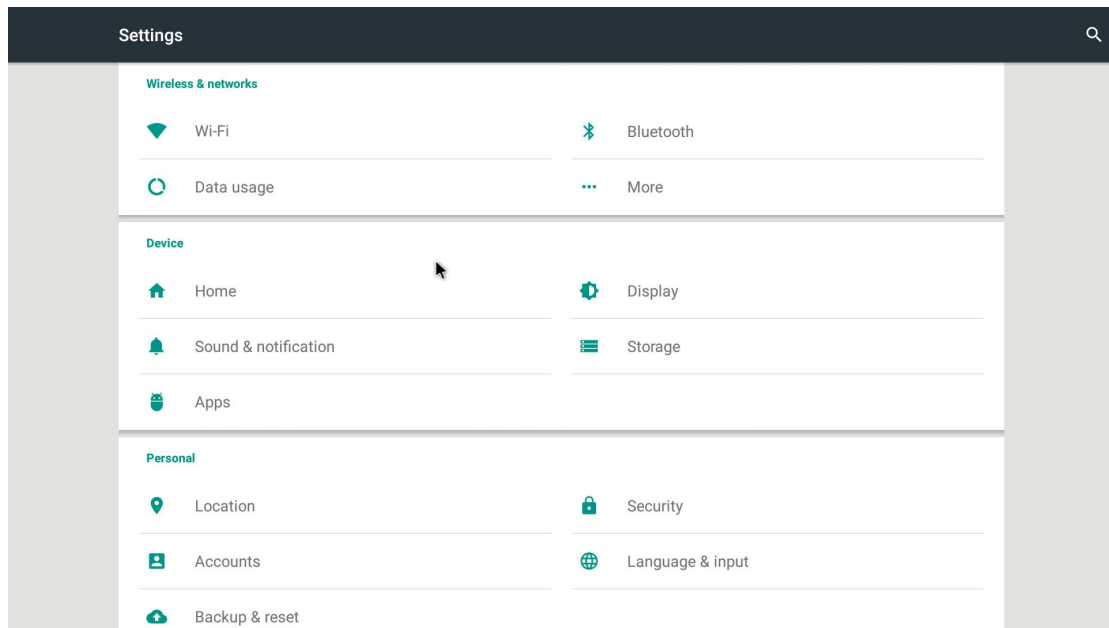 Settings
Wireless & networks
Wi-Fi
Bluetooth
Data usage
More
Device
Home
Display
Sound & notification
Storage
Apps
Personal
Location
Security
Accounts
Language & input
Backup & reset